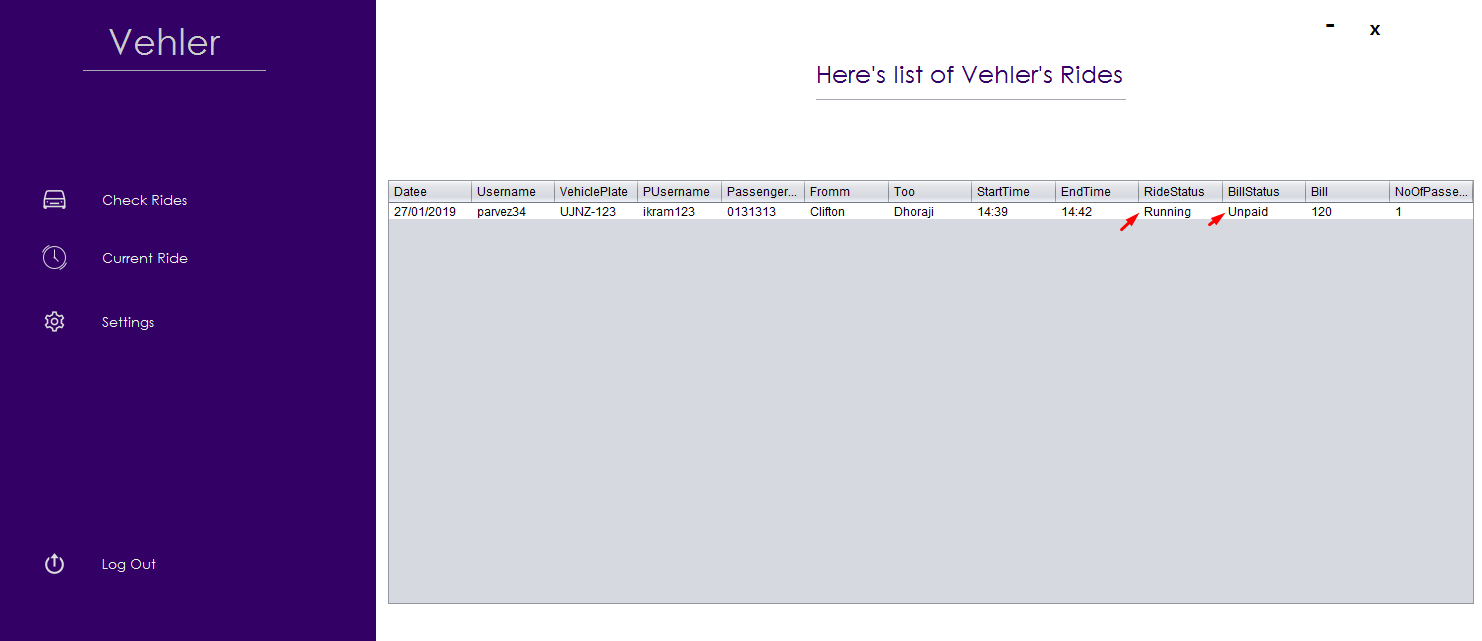 Vehler
- x
Here's list of Vehler's Rides
Check Rides
Current Ride
Settings
Log Out
Datee Username VehiclePlate PUsername Passenger... Fromm Too StartTime EndTime RideStatus BillStatus Bill NoOfPasse...
27/01/2019 parvez34 UJNZ-123 ikram123 0131313 Clifton Dhoraji 14:39 14:42 Running Unpaid 120 1